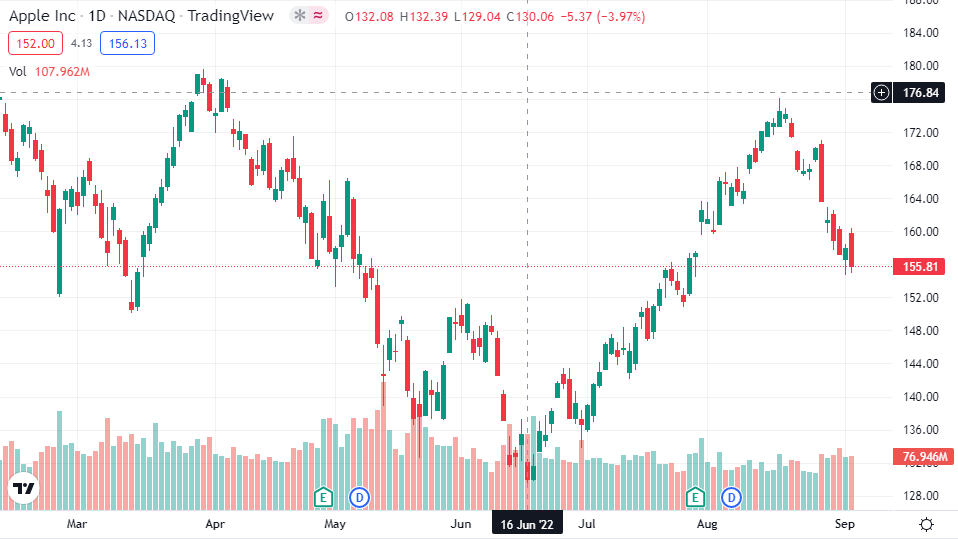 Apple Inc · 1D · NASDAQ · TradingView O132.08 H132.39 L129.04 C130.06 −5.37 (−3.97%)
152.00 4.13 156.13
Vol 107.962M
188.00
184.00
180.00
176.84
172.00
168.00
164.00
160.00
155.81
152.00
148.00
144.00
140.00
136.00
76.946M
132.00
128.00
E D E D
Mar Apr May Jun 16 Jun '22 Jul Aug Sep